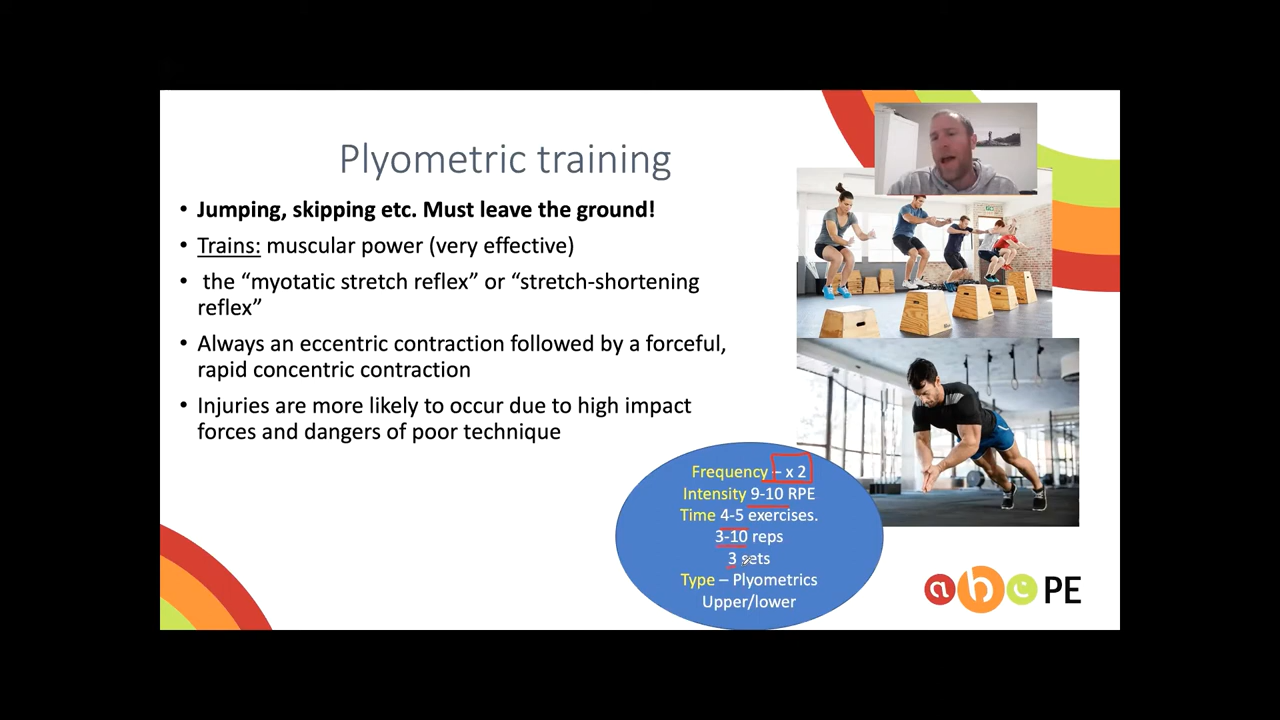 Plyometric training
• Jumping, skipping etc. Must leave the ground!
• Trains: muscular power (very effective)
• the “myotatic stretch reflex” or “stretch-shortening
reflex”
• Always an eccentric contraction followed by a forceful,
rapid concentric contraction
• Injuries are more likely to occur due to high impact
forces and dangers of poor technique
Frequency – x 2
Intensity 9-10 RPE
Time 4-5 exercises.
3-10 reps
3 sets
Type – Plyometrics
Upper/lower
abc PE